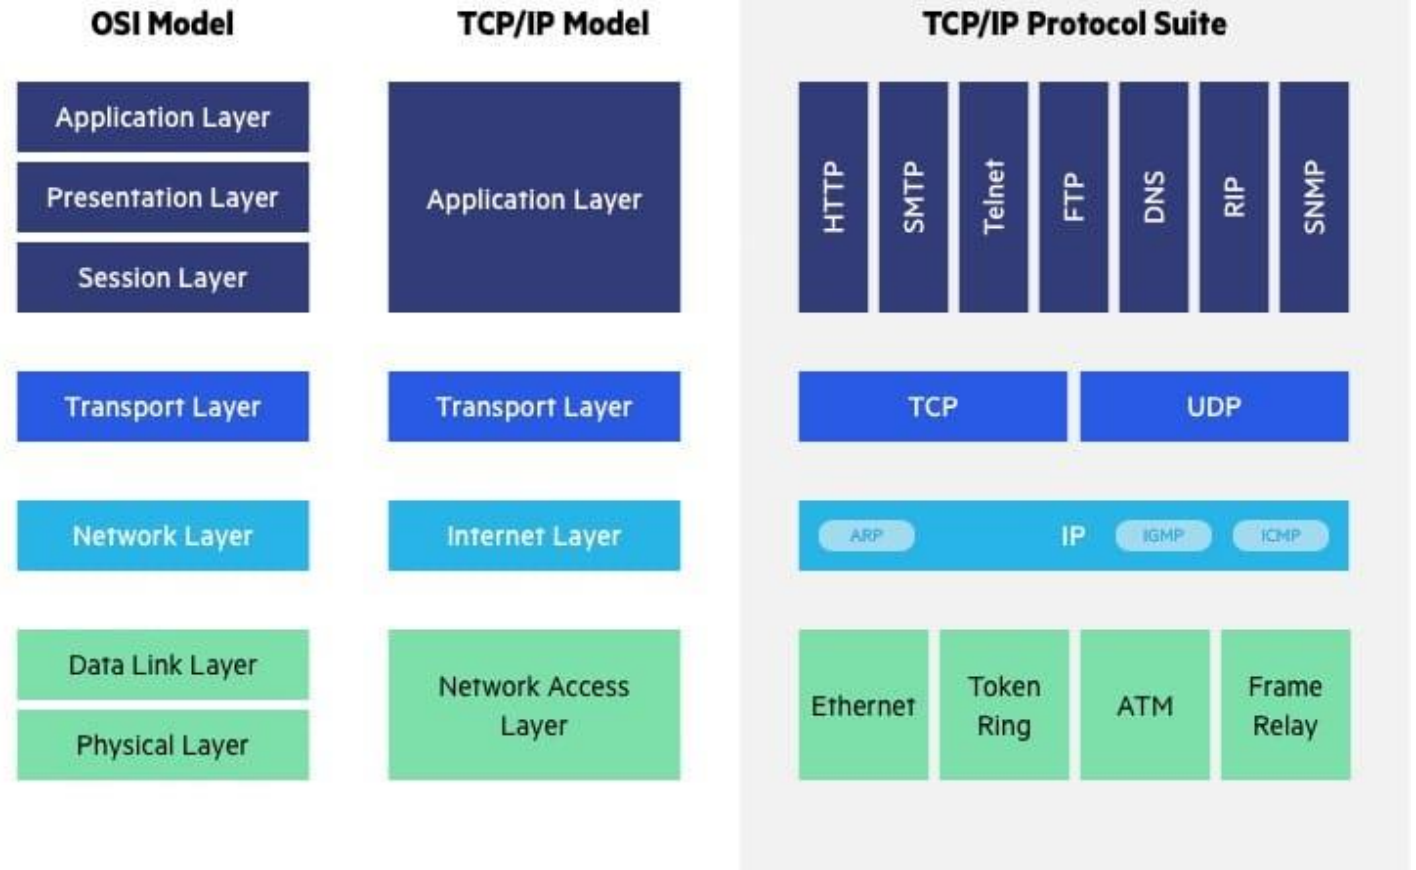 OSI Model
TCP/IP Model
TCP/IP Protocol Suite
Application Layer
Presentation Layer
Session Layer
Application Layer
HTTP
SMTP
Telnet
FTP
DNS
RIP
SNMP
Transport Layer
Transport Layer
TCP
UDP
Network Layer
Internet Layer
ARP
IP
IGMP
ICMP
Data Link Layer
Physical Layer
Network Access
Layer
Ethernet
Token
Ring
ATM
Frame
Relay